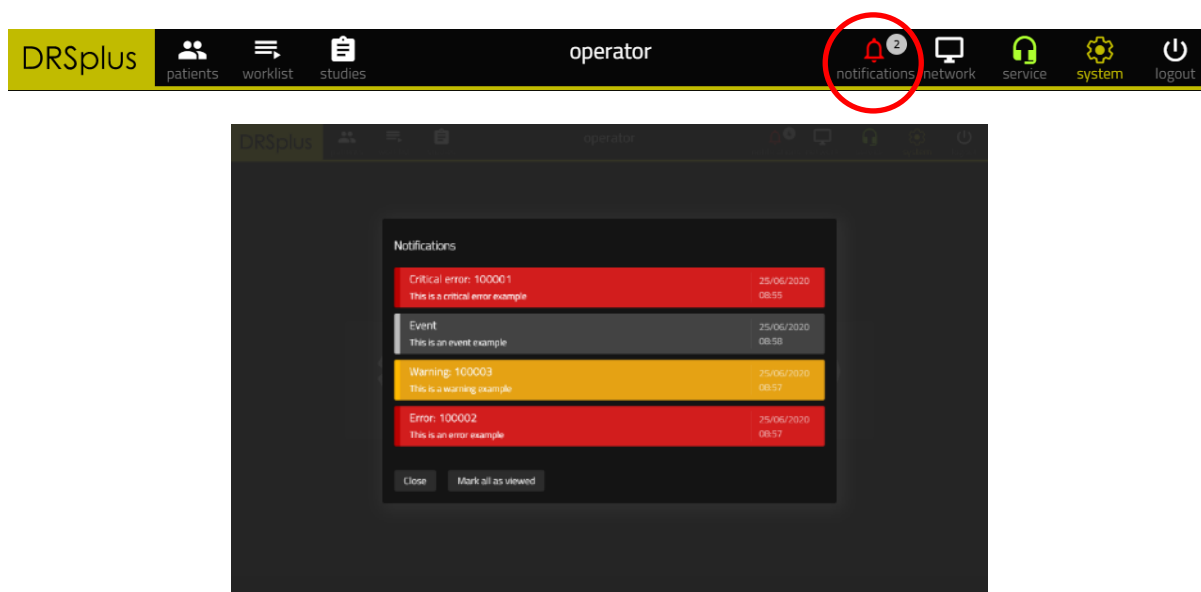 DRSplus
patients
worklist
studies
operator
2
notifications
network
service
system
logout
DRSplus
operator
Notifications
Critical error: 100001
This is a critical error example
25/06/2020
08:55
Event
This is an event example
25/06/2020
08:58
Warning: 100003
This is a warning example
25/06/2020
08:57
Error: 100002
This is an error example
25/06/2020
08:57
Close
Mark all as viewed